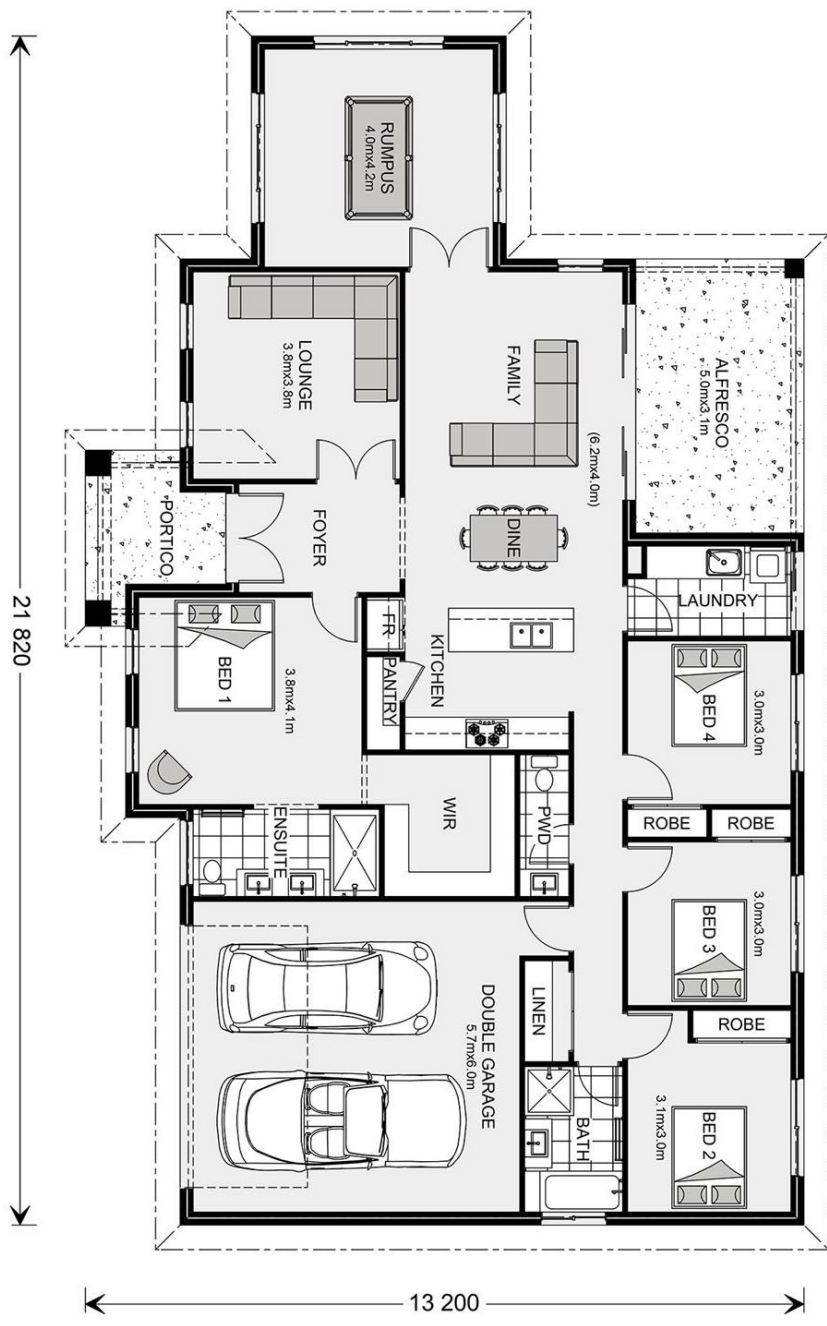 RUMPUS
4.0mx4.2m
LOUNGE
3.8mx3.8m
FAMILY
(6.2mx4.0m)
ALFRESCO
5.0mx3.1m
PORTICO
FOYER
DINE
LAUNDRY
FR
PANTRY
KITCHEN
BED 1
3.8mx4.1m
BED 4
3.0mx3.0m
ENSUITE
WIR
PWD
ROBE
ROBE
BED 3
3.0mx3.0m
DOUBLE GARAGE
5.7mx6.0m
LINEN
ROBE
BATH
BED 2
3.1mx3.0m
21 820
13 200